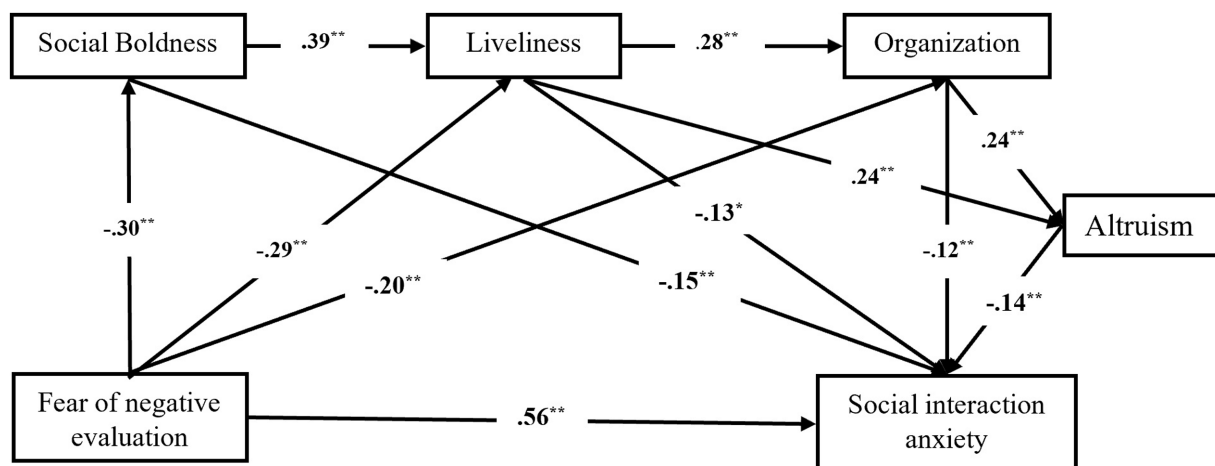 Social Boldness
.39**
Liveliness
.28**
Organization
.24**
.24**
-.30**
-.13*
Altruism
-.29**
-.12**
-.20**
-.15**
-.14**
Fear of negative
evaluation
.56**
Social interaction
anxiety